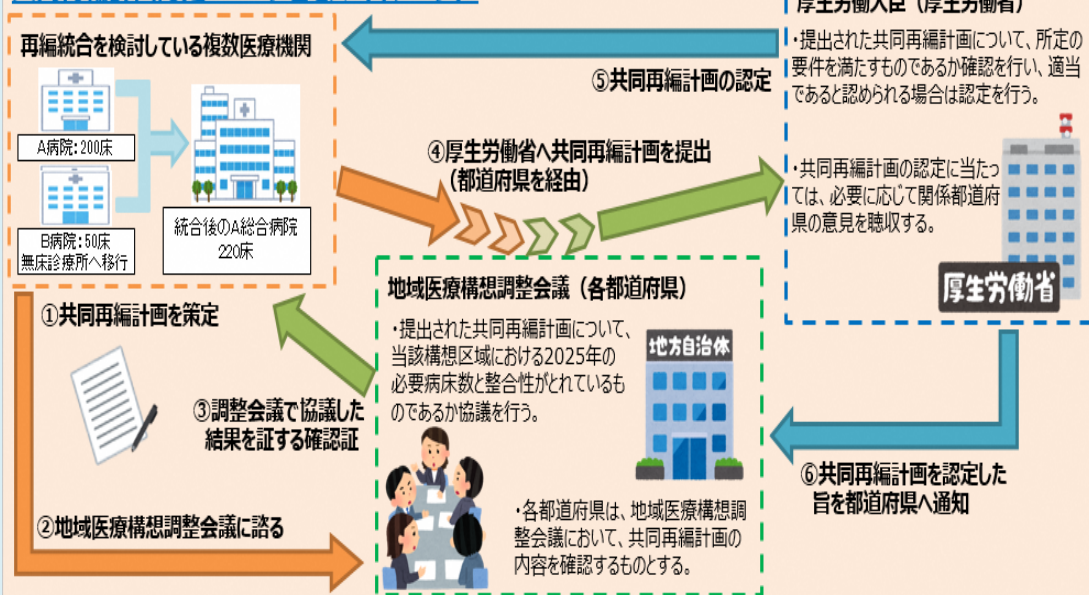 再編統合を検討している複数医療機関
A病院：200床
B病院：50床
無床診療所へ移行
統合後のA総合病院
220床
⑤共同再編計画の認定
厚生労働大臣（厚生労働省）
・提出された共同再編計画について、所定の
要件を満たすものであるか確認を行い、適当
であると認められる場合は認定を行う。
・共同再編計画の認定に当たっ
ては、必要に応じて関係都道府
県の意見を聴収する。
厚生労働省
④厚生労働省へ共同再編計画を提出
（都道府県を経由）
①共同再編計画を策定
地域医療構想調整会議（各都道府県）
・提出された共同再編計画について、
当該構想区域における2025年の
必要病床数と整合性がとれているも
のであるか協議を行う。
地方自治体
③調整会議で協議した
結果を証する確認証
・各都道府県は、地域医療構想調
整会議において、共同再編計画の
内容を確認するものとする。
②地域医療構想調整会議に諮る
⑥共同再編計画を認定した
旨を都道府県へ通知